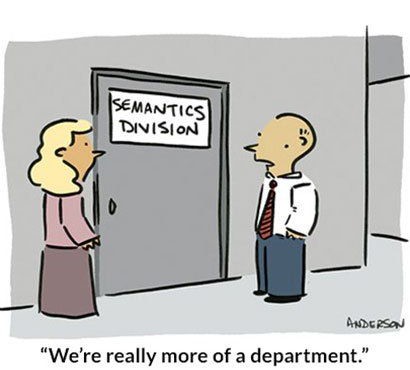 SEMANTICS
DIVISION
ANDERSON
“We’re really more of a department.”